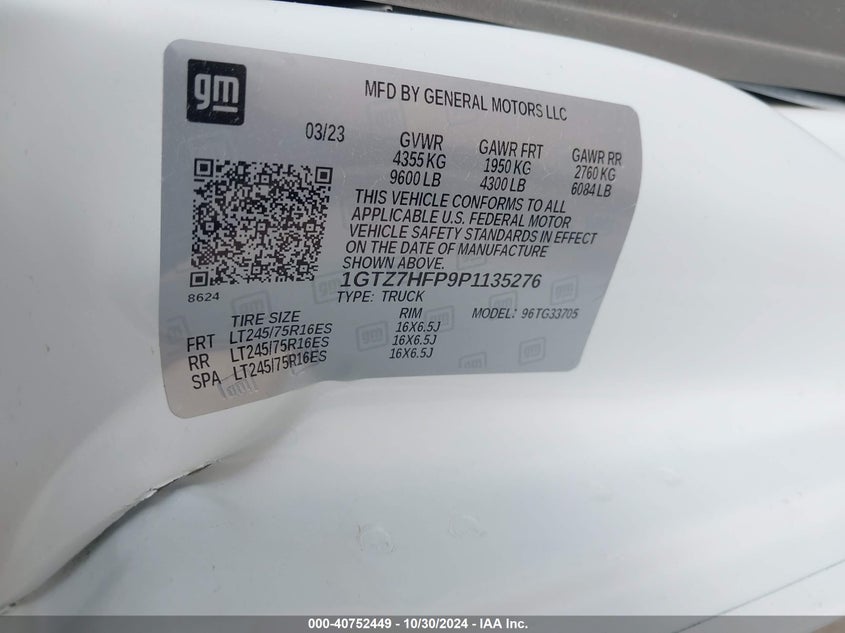 gm
MFD BY GENERAL MOTORS LLC
03/23
GVWR GAWR FRT GAWR RR
4355 KG 1950 KG 2760 KG
9600 LB 4300 LB 6084 LB
THIS VEHICLE CONFORMS TO ALL
APPLICABLE U.S. FEDERAL MOTOR
VEHICLE SAFETY STANDARDS IN EFFECT
ON THE DATE OF MANUFACTURE
SHOWN ABOVE.
8624
1GTZ7HFP9P1135276
TYPE: TRUCK
TIRE SIZE RIM MODEL: 96TG33705
FRT LT245/75R16ES 16X6.5J
RR LT245/75R16ES 16X6.5J
SPA LT245/75R16ES 16X6.5J
000-40752449 - 10/30/2024 - IAA Inc.